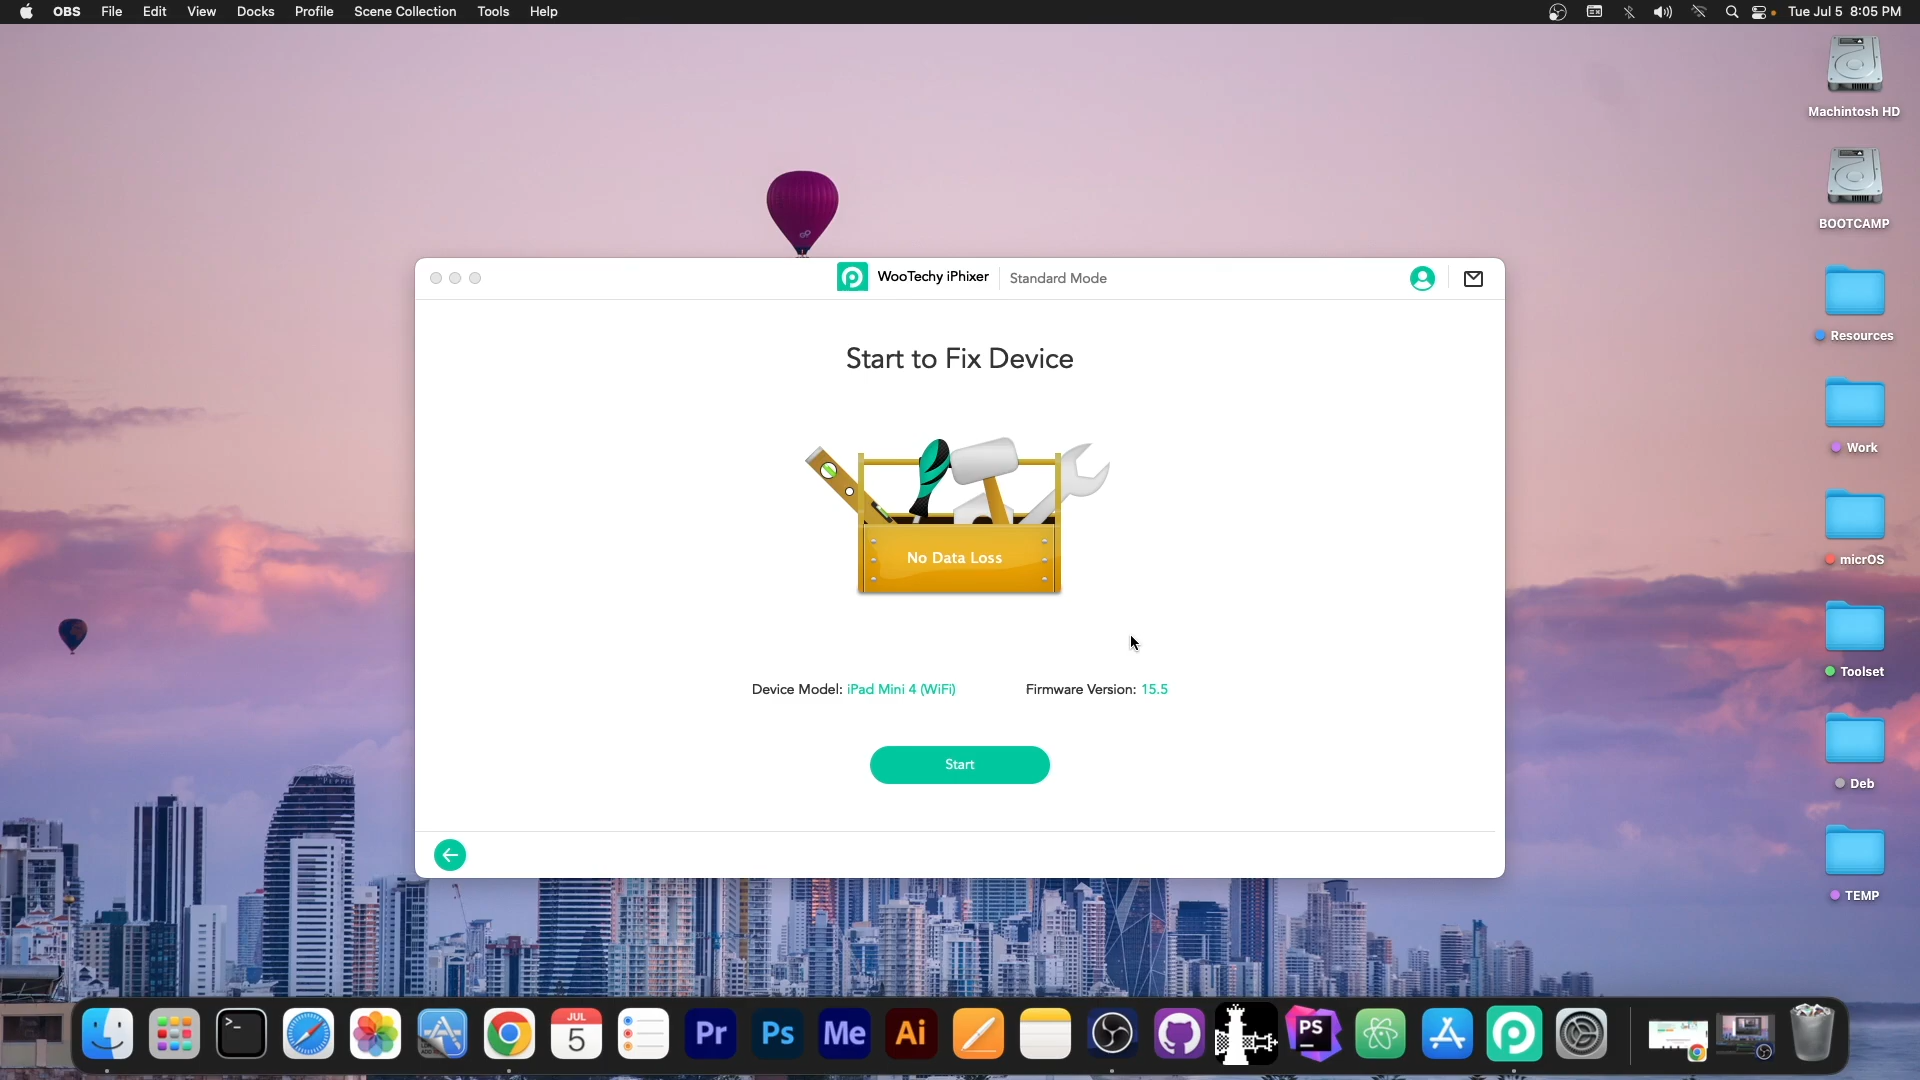 OBS File Edit View Docks Profile Scene Collection Tools Help
Tue Jul 5 8:05 PM
Machintosh HD
BOOTCAMP
Resources
Work
micrOS
Toolset
Deb
TEMP
WooTechy iPhixer Standard Mode
Start to Fix Device
No Data Loss
Device Model: iPad Mini 4 (WiFi) Firmware Version: 15.5
Start
>_
JUL
5
Pr
Ps
Me
Ai
PS